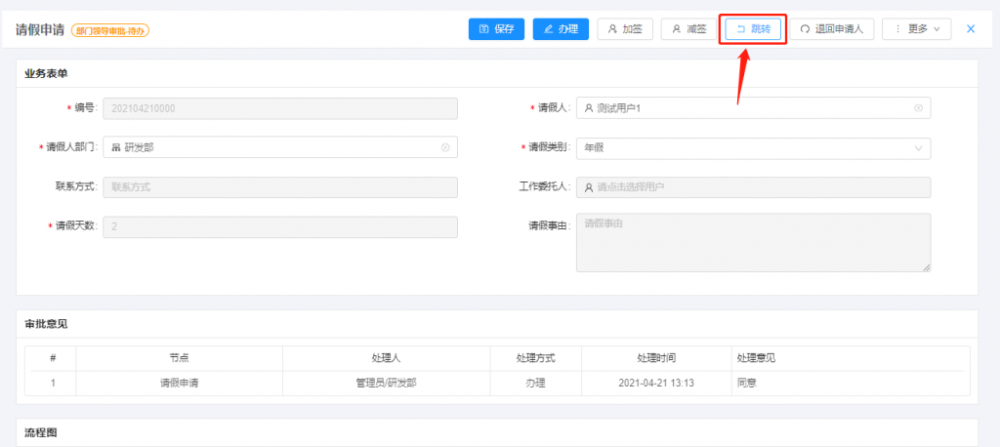 请假申请 部门领导审批-待办 保存 办理 加签 减签 跳转 退回申请人 更多
业务表单
* 编号: 202104210000 * 请假人: 测试用户1
* 请假人部门: 研发部 * 请假类别: 年假
联系方式: 联系方式 工作委托人: 请点击选择用户
* 请假天数: 2 请假事由: 请假事由
审批意见
# 节点 处理人 处理方式 处理时间 处理意见
1 请假申请 管理员/研发部 办理 2021-04-21 13:13 同意
流程图